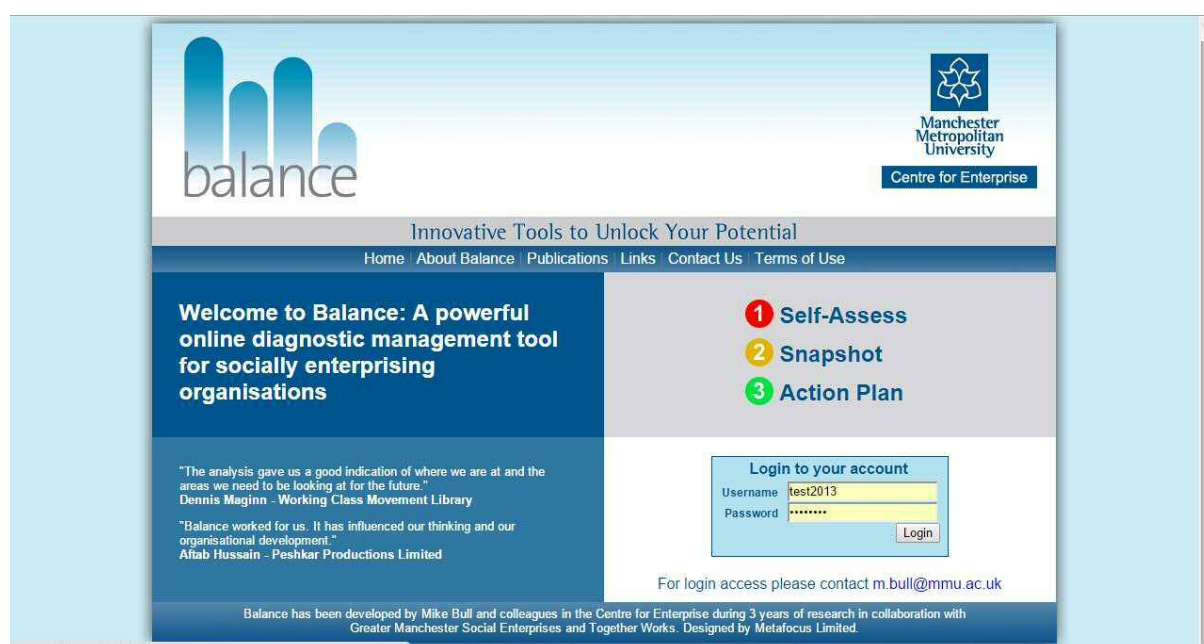 balance
Manchester
Metropolitan
University
Centre for Enterprise
Innovative Tools to Unlock Your Potential
Home | About Balance | Publications | Links | Contact Us | Terms of Use
Welcome to Balance: A powerful
online diagnostic management tool
for socially enterprising
organisations
1 Self-Assess
2 Snapshot
3 Action Plan
"The analysis gave us a good indication of where we are at and the
areas we need to be looking at for the future."
Dennis Maginn - Working Class Movement Library
"Balance worked for us. It has influenced our thinking and our
organisational development."
Aftab Hussain - Peshkar Productions Limited
Login to your account
Username test2013
Password ••••••••
Login
For login access please contact m.bull@mmu.ac.uk
Balance has been developed by Mike Bull and colleagues in the Centre for Enterprise during 3 years of research in collaboration with
Greater Manchester Social Enterprises and Together Works. Designed by Metafocus Limited.